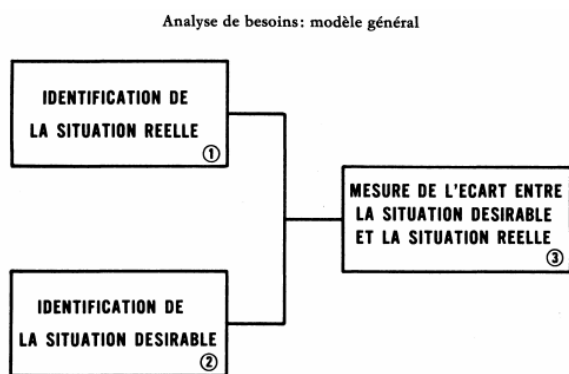 Analyse de besoins: modèle général
IDENTIFICATION DE
LA SITUATION REELLE
①
MESURE DE L'ECART ENTRE
LA SITUATION DESIRABLE
ET LA SITUATION REELLE
③
IDENTIFICATION DE
LA SITUATION DESIRABLE
②